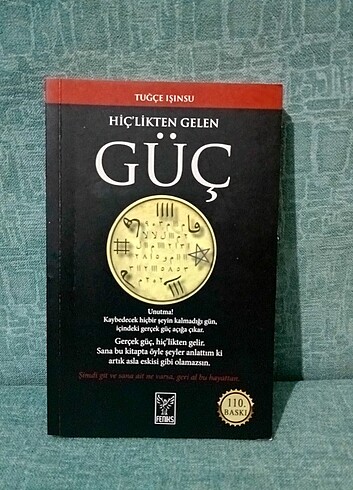 TUĞÇE IŞINSU
HİÇ'LİKTEN GELEN
GÜÇ
Unutma!
Kaybedecek hiçbir şeyin kalmadığı gün,
içindeki gerçek güç açığa çıkar.
Gerçek güç, hiç'likten gelir.
Sana bu kitapta öyle şeyler anlattım ki
artık asla eskisi gibi olamazsın.
Şimdi git ve sana ait ne varsa, geri al bu hayattan.
110.
BASKI
FENİKS